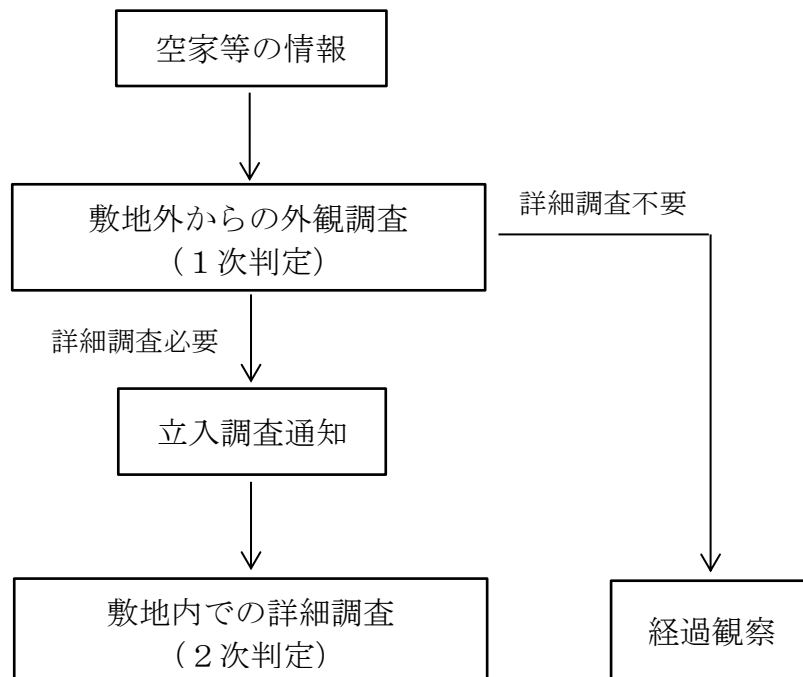 空家等の情報
敷地外からの外観調査
（１次判定）
詳細調査不要
詳細調査必要
立入調査通知
敷地内での詳細調査
（２次判定）
経過観察